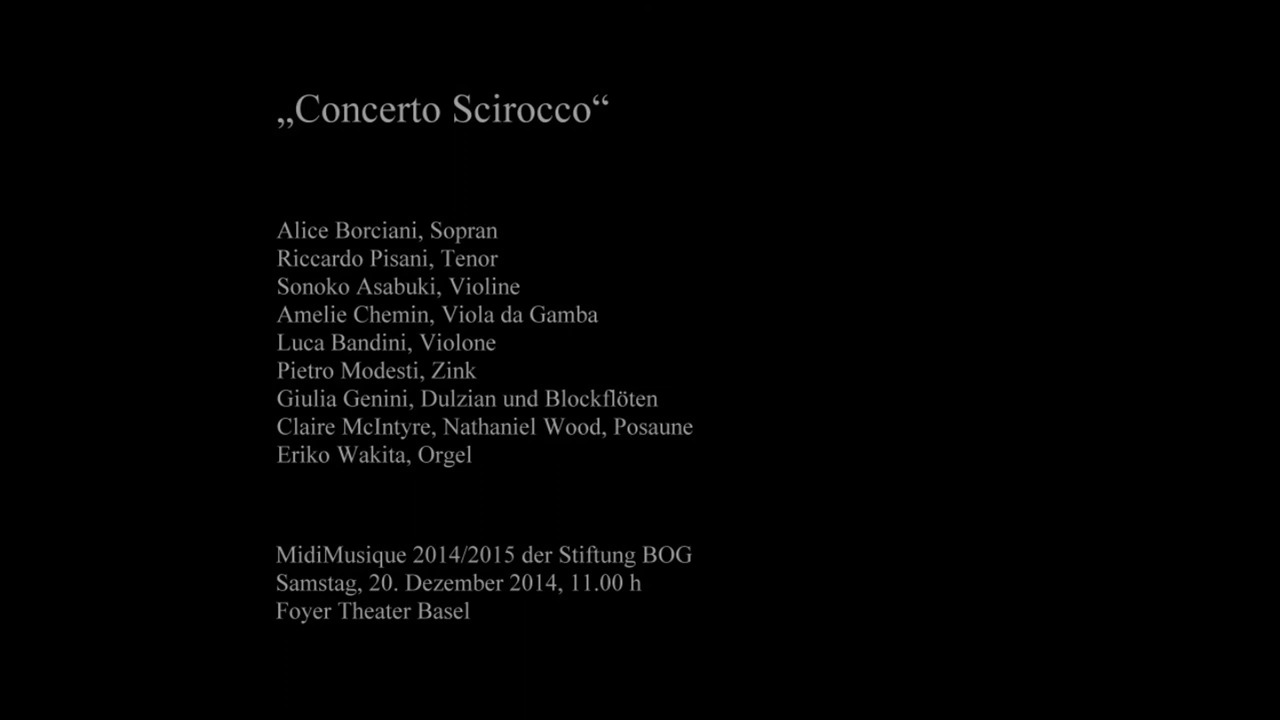 „Concerto Scirocco“
Alice Borciani, Sopran
Riccardo Pisani, Tenor
Sonoko Asabuki, Violine
Amelie Chemin, Viola da Gamba
Luca Bandini, Violone
Pietro Modesti, Zink
Giulia Genini, Dulzian und Blockflöten
Claire McIntyre, Nathaniel Wood, Posaune
Eriko Wakita, Orgel
MidiMusique 2014/2015 der Stiftung BOG
Samstag, 20. Dezember 2014, 11.00 h
Foyer Theater Basel